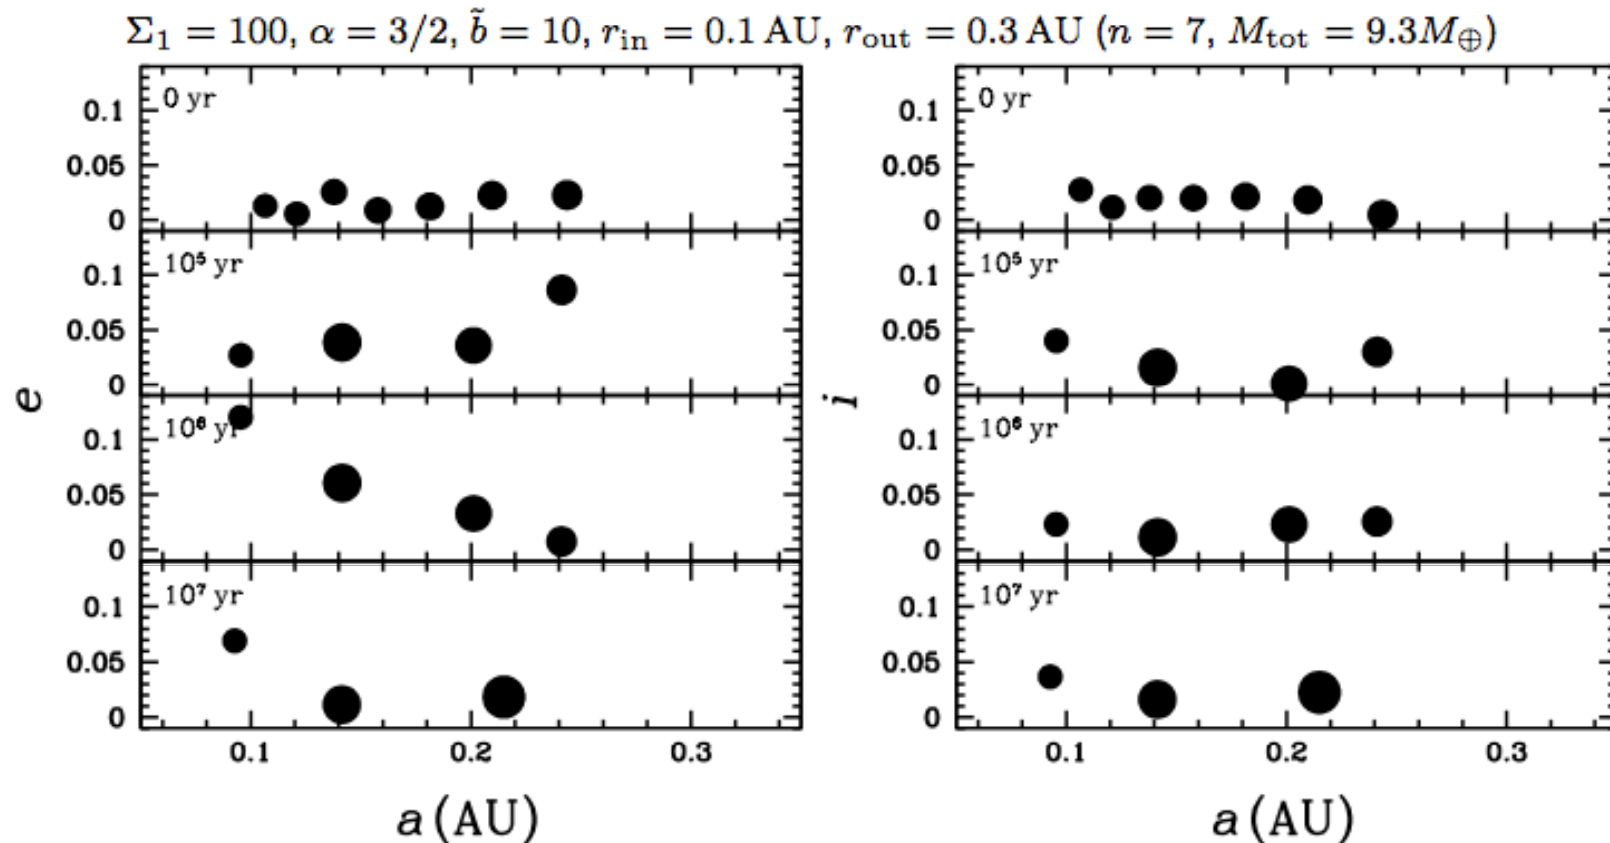 Σ₁ = 100, α = 3/2, b̃ = 10, r_in = 0.1 AU, r_out = 0.3 AU (n = 7, M_tot = 9.3M_⊕)
0 yr
0.1
0.05
0
10⁵ yr
0.1
0.05
0
10⁶ yr
0.1
0.05
0
10⁷ yr
0.1
0.05
0
e
0.1 0.2 0.3
a (AU)
0 yr
0.1
0.05
0
10⁵ yr
0.1
0.05
0
10⁶ yr
0.1
0.05
0
10⁷ yr
0.1
0.05
0
i
0.1 0.2 0.3
a (AU)